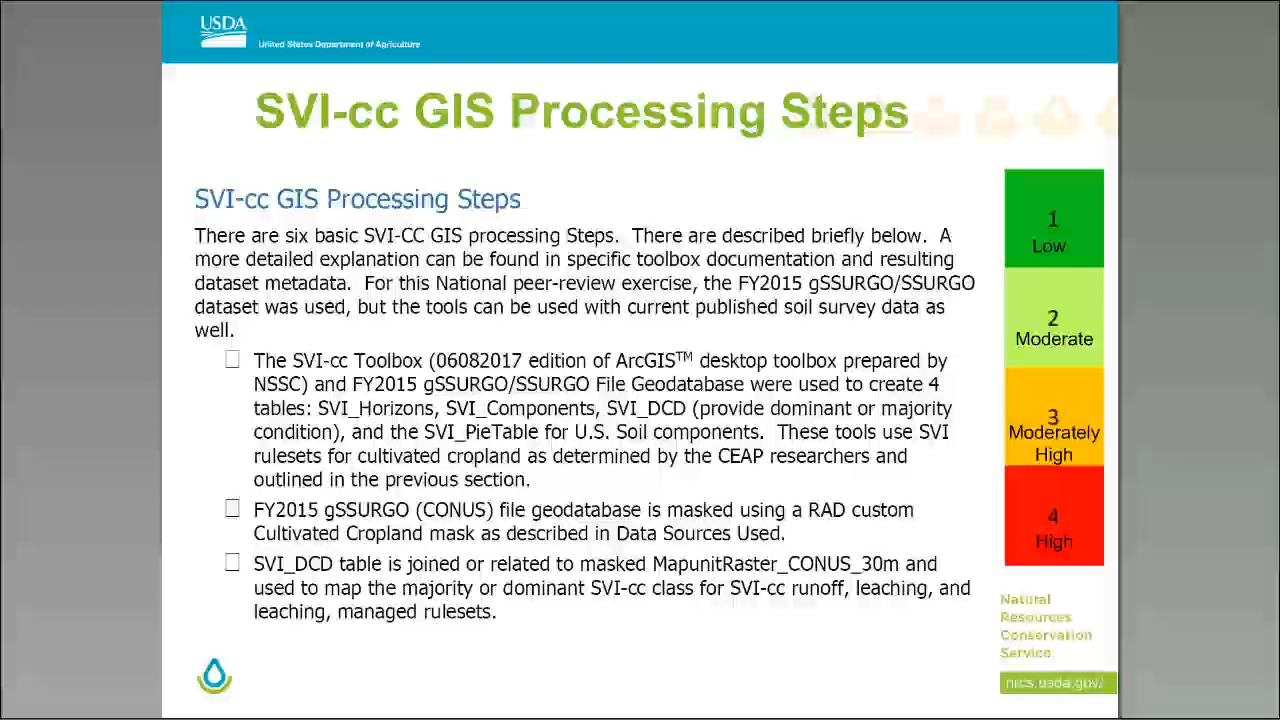 USDA
United States Department of Agriculture
SVI-cc GIS Processing Steps
SVI-cc GIS Processing Steps
There are six basic SVI-CC GIS processing Steps. There are described briefly below. A
more detailed explanation can be found in specific toolbox documentation and resulting
dataset metadata. For this National peer-review exercise, the FY2015 gSSURGO/SSURGO
dataset was used, but the tools can be used with current published soil survey data as
well.
The SVI-cc Toolbox (06082017 edition of ArcGIS™ desktop toolbox prepared by
NSSC) and FY2015 gSSURGO/SSURGO File Geodatabase were used to create 4
tables: SVI_Horizons, SVI_Components, SVI_DCD (provide dominant or majority
condition), and the SVI_PieTable for U.S. Soil components. These tools use SVI
rulesets for cultivated cropland as determined by the CEAP researchers and
outlined in the previous section.
FY2015 gSSURGO (CONUS) file geodatabase is masked using a RAD custom
Cultivated Cropland mask as described in Data Sources Used.
SVI_DCD table is joined or related to masked MapunitRaster_CONUS_30m and
used to map the majority or dominant SVI-cc class for SVI-cc runoff, leaching, and
leaching, managed rulesets.
1
Low
2
Moderate
3
Moderately
High
4
High
Natural
Resources
Conservation
Service
nrcs.usda.gov/